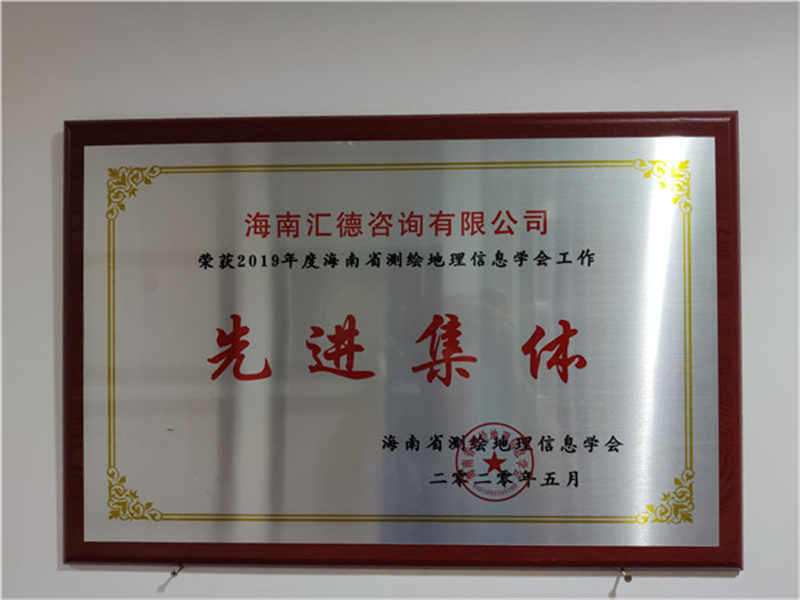 海南汇德咨询有限公司
荣获2019年度海南省测绘地理信息学会工作
先进集体
海南省测绘地理信息学会
二零二零年五月